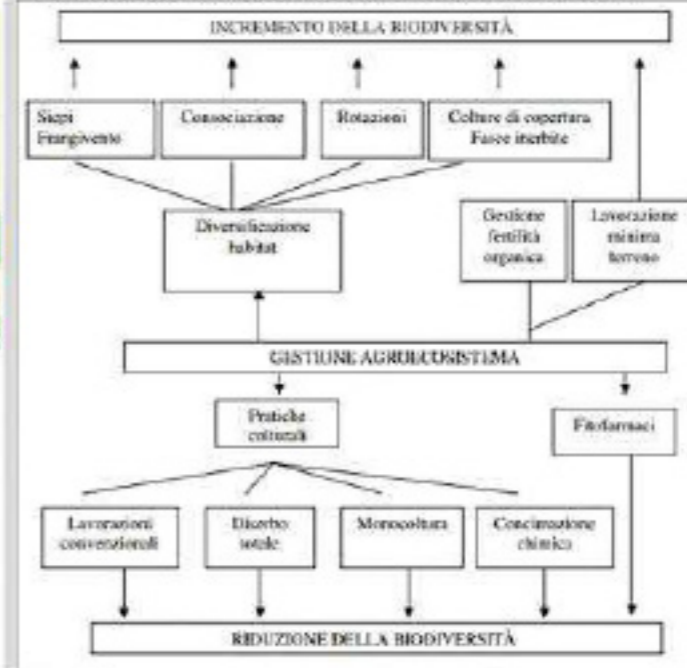 INCREMENTO DELLA BIODIVERSITÀ
Siepi
Frangivento
Consociazione
Rotazioni
Colture di copertura
Fasce inerbite
Diversificazione
habitat
Gestione
fertilità
organica
Lavorazione
minima
terreno
GESTIONE AGROECOSISTEMA
Pratiche
colturali
Fitofarmaci
Lavorazioni
convenzionali
Diserbo
totale
Monocoltura
Concimazione
chimica
RIDUZIONE DELLA BIODIVERSITÀ